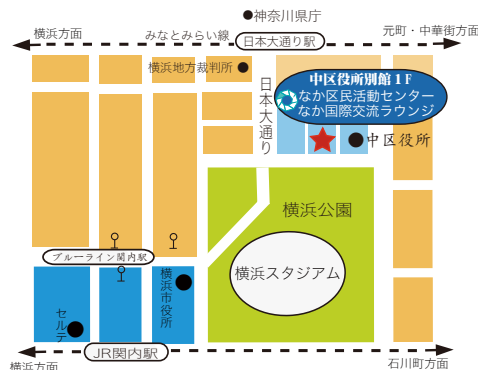 神奈川県庁
横浜方面
みなとみらい線
日本大通り駅
元町・中華街方面
横浜地方裁判所
日本大通り
中区役所別館1F
なか区民活動センター
なか国際交流ラウンジ
中区役所
横浜公園
横浜スタジアム
ブルーライン関内駅
横浜市役所
セルテ
JR関内駅
横浜方面
石川町方面